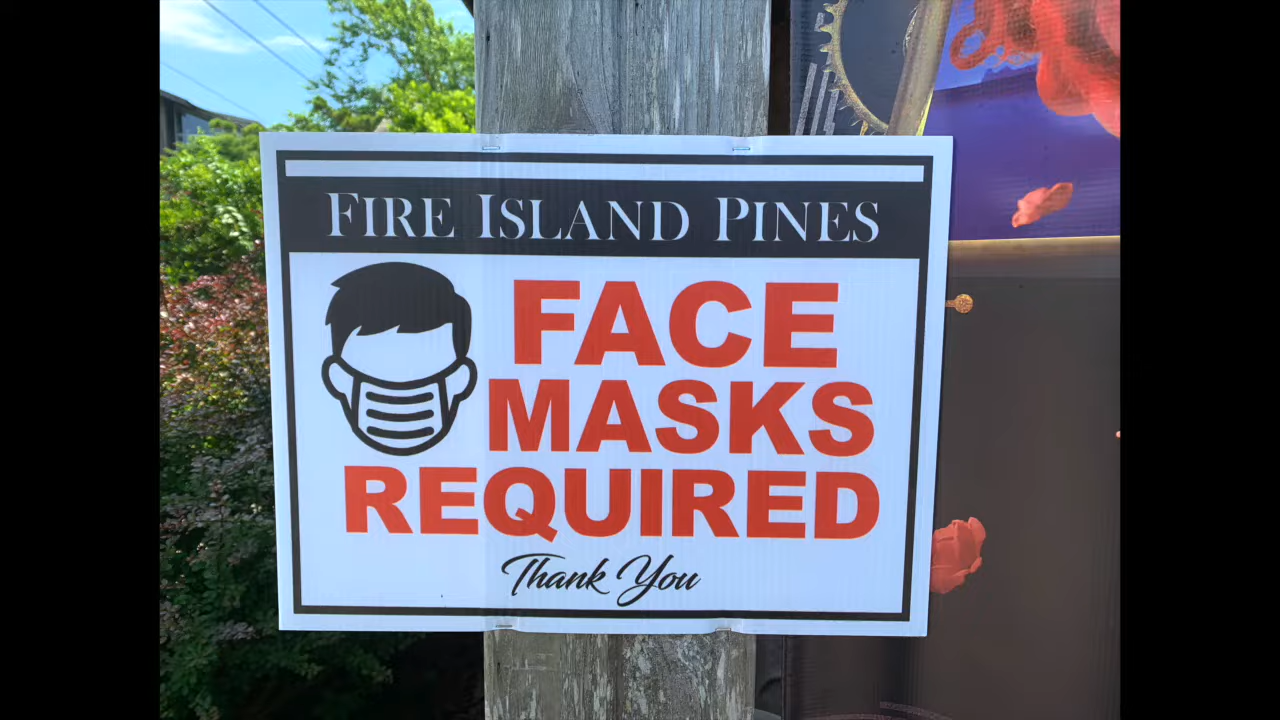 FIRE ISLAND PINES
FACE
MASKS
REQUIRED
Thank You